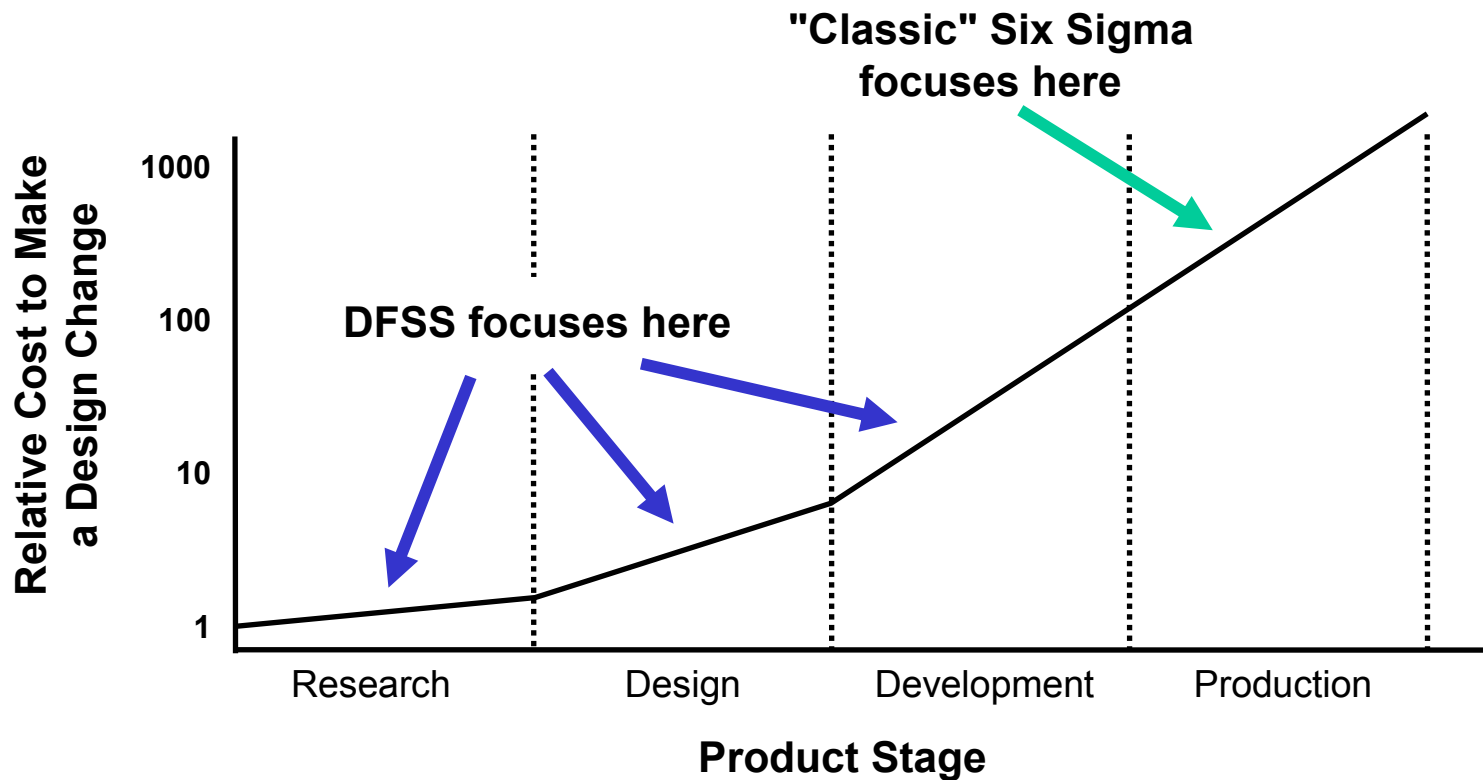 "Classic" Six Sigma
focuses here
Relative Cost to Make
a Design Change
1000
100
10
1
DFSS focuses here
Research
Design
Development
Production
Product Stage